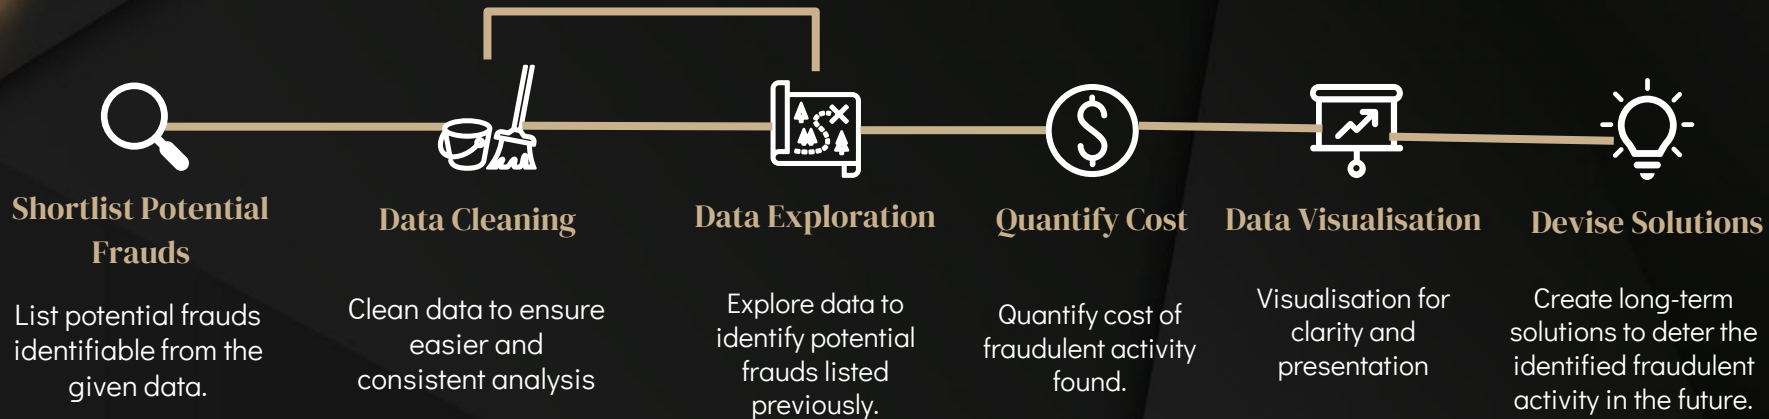 Shortlist Potential
Frauds
List potential frauds
identifiable from the
given data.
Data Cleaning
Clean data to ensure
easier and
consistent analysis
Data Exploration
Explore data to
identify potential
frauds listed
previously.
Quantify Cost
Quantify cost of
fraudulent activity
found.
Data Visualisation
Visualisation for
clarity and
presentation
Devise Solutions
Create long-term
solutions to deter the
identified fraudulent
activity in the future.